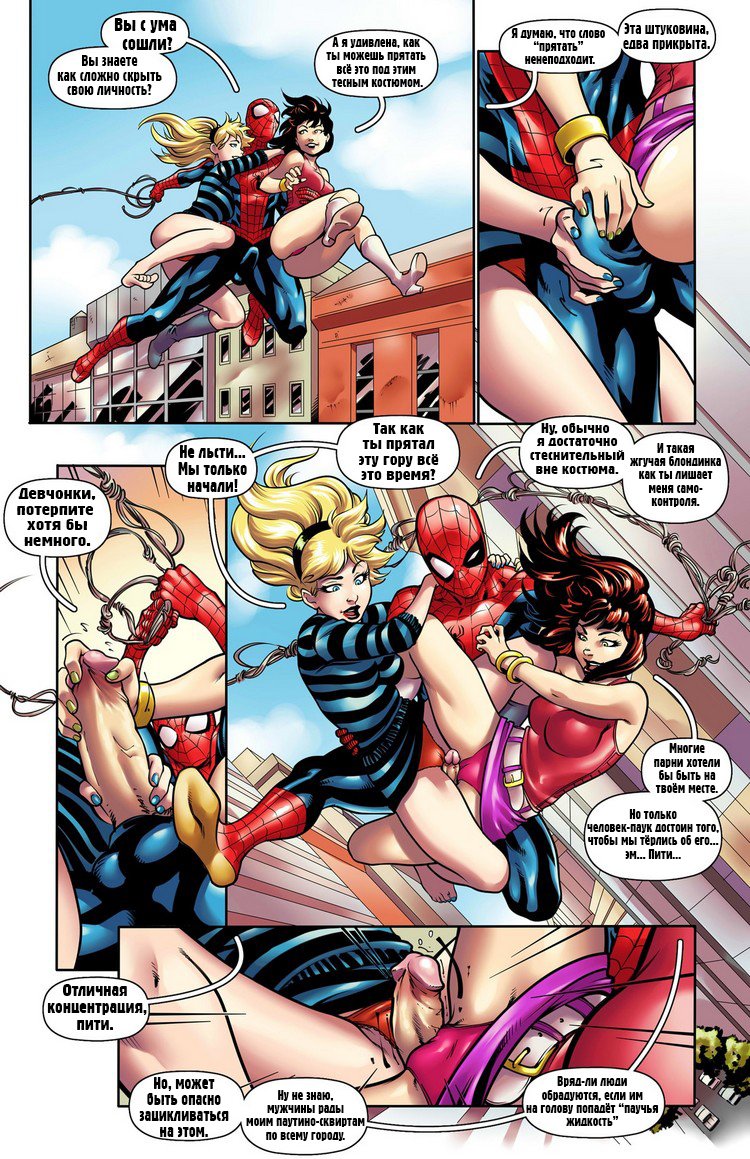 Вы с ума
сошли?
Вы знаете
как сложно скрыть
свою личность?
А я удивлена, как
ты можешь прятать
всё это под этим
тесным костюмом.
Я думаю, что слово
“прятать”
ненеподходит.
Эта штуковина,
едва прикрыта.
Девчонки,
потерпите
хотя бы
немного.
Не льсти...
Мы только
начали!
Так как
ты прятал
эту гору всё
это время?
Ну, обычно
я достаточно
стеснительный
вне костюма.
И такая
жгучая блондинка
как ты лишает
меня само-
контроля.
Многие
парни хотели
бы быть на
твоём месте.
Но только
человек-паук достоин того,
чтобы мы тёрлись об его...
эм... Пити...
Отличная
концентрация,
пити.
Но, может
быть опасно
зацикливаться
на этом.
Ну не знаю,
мужчины рады
моим паутино-сквиртам
по всему городу.
Вряд-ли люди
обрадуются, если им
на голову попадёт “паучья
жидкость”